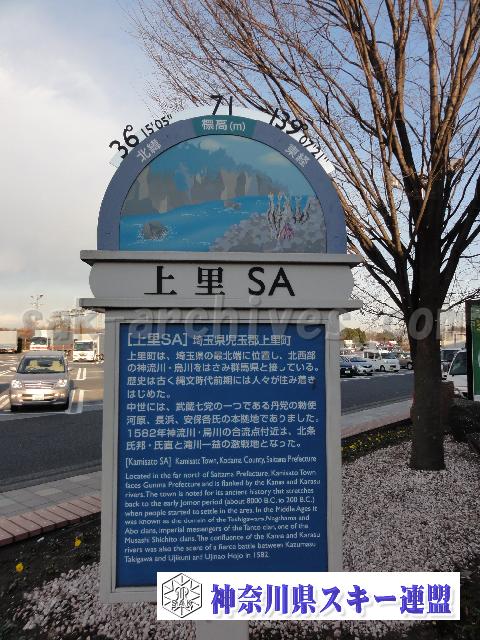 71
標高(m)
36°15'05"
北緯
139°07'21"
東経
上里 SA
[上里SA] 埼玉県児玉郡上里町
上里町は、埼玉県の最北端に位置し、北西部
の神流川・烏川をはさみ群馬県と接している。
歴史は古く縄文時代前期には人々が住み着き
はじめた。
中世には、武蔵七党の一つである丹党の勅使
河原、長浜、安保各氏の本拠地でありました。
1582年神流川・烏川の合流点付近は、北条
氏邦・氏直と滝川一益の激戦地となった。
[Kamisato SA] Kamisato Town, Kodama County, Saitama Prefecture
Located in the far north of Saitama Prefecture, Kamisato Town
faces Gunma Prefecture and is flanked by the Kanna and Karasu
rivers. The town is noted for its ancient history that stretches
back to the early Jomon period (about 8000 B.C. to 200 B.C.)
when people started to settle in the area. In the Middle Ages it
was known as the domain of the Teshigawara, Nagahama and
Abo clans, imperial messengers of the Tanto clan, one of the
Musashi Shichito clans. The confluence of the Kanna and Karasu
rivers was also the scene of a fierce battle between Kazumasu
Takigawa and Ujikuni and Ujinao Hojo in 1582.
神奈川県スキー連盟